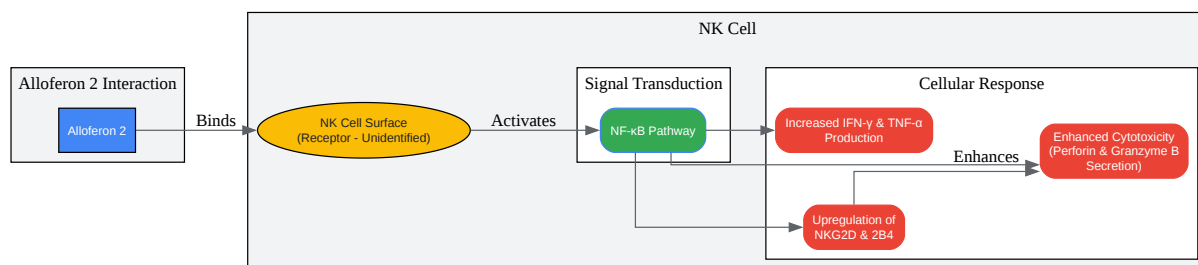 NK Cell
Alloferon 2 Interaction
Signal Transduction
Cellular Response
Alloferon 2
Binds
NK Cell Surface
(Receptor - Unidentified)
Activates
NF-κB Pathway
Increased IFN-γ & TNF-α
Production
Enhances
Enhanced Cytotoxicity
(Perforin & Granzyme B
Secretion)
Upregulation of
NKG2D & 2B4